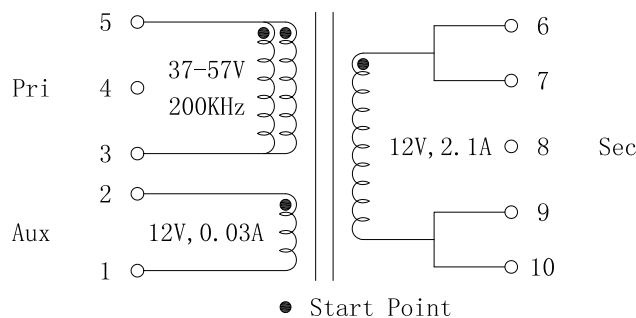 5
6
37-57V
7
Pri
4
200KHz
12V,2.1A
8
Sec
3
2
9
Aux
12V,0.03A
1
10
Start Point